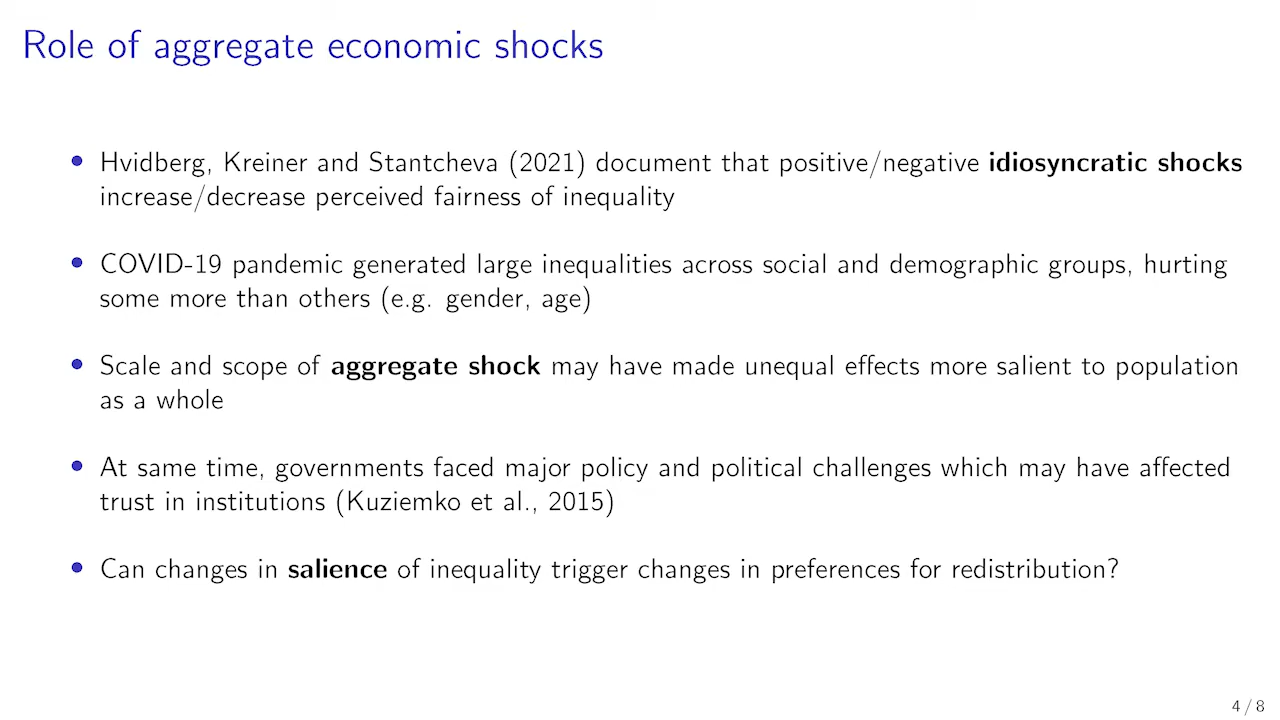 Role of aggregate economic shocks
• Hvidberg, Kreiner and Stantcheva (2021) document that positive/negative idiosyncratic shocks
increase/decrease perceived fairness of inequality
• COVID-19 pandemic generated large inequalities across social and demographic groups, hurting
some more than others (e.g. gender, age)
• Scale and scope of aggregate shock may have made unequal effects more salient to population
as a whole
• At same time, governments faced major policy and political challenges which may have affected
trust in institutions (Kuziemko et al., 2015)
• Can changes in salience of inequality trigger changes in preferences for redistribution?
4 / 8